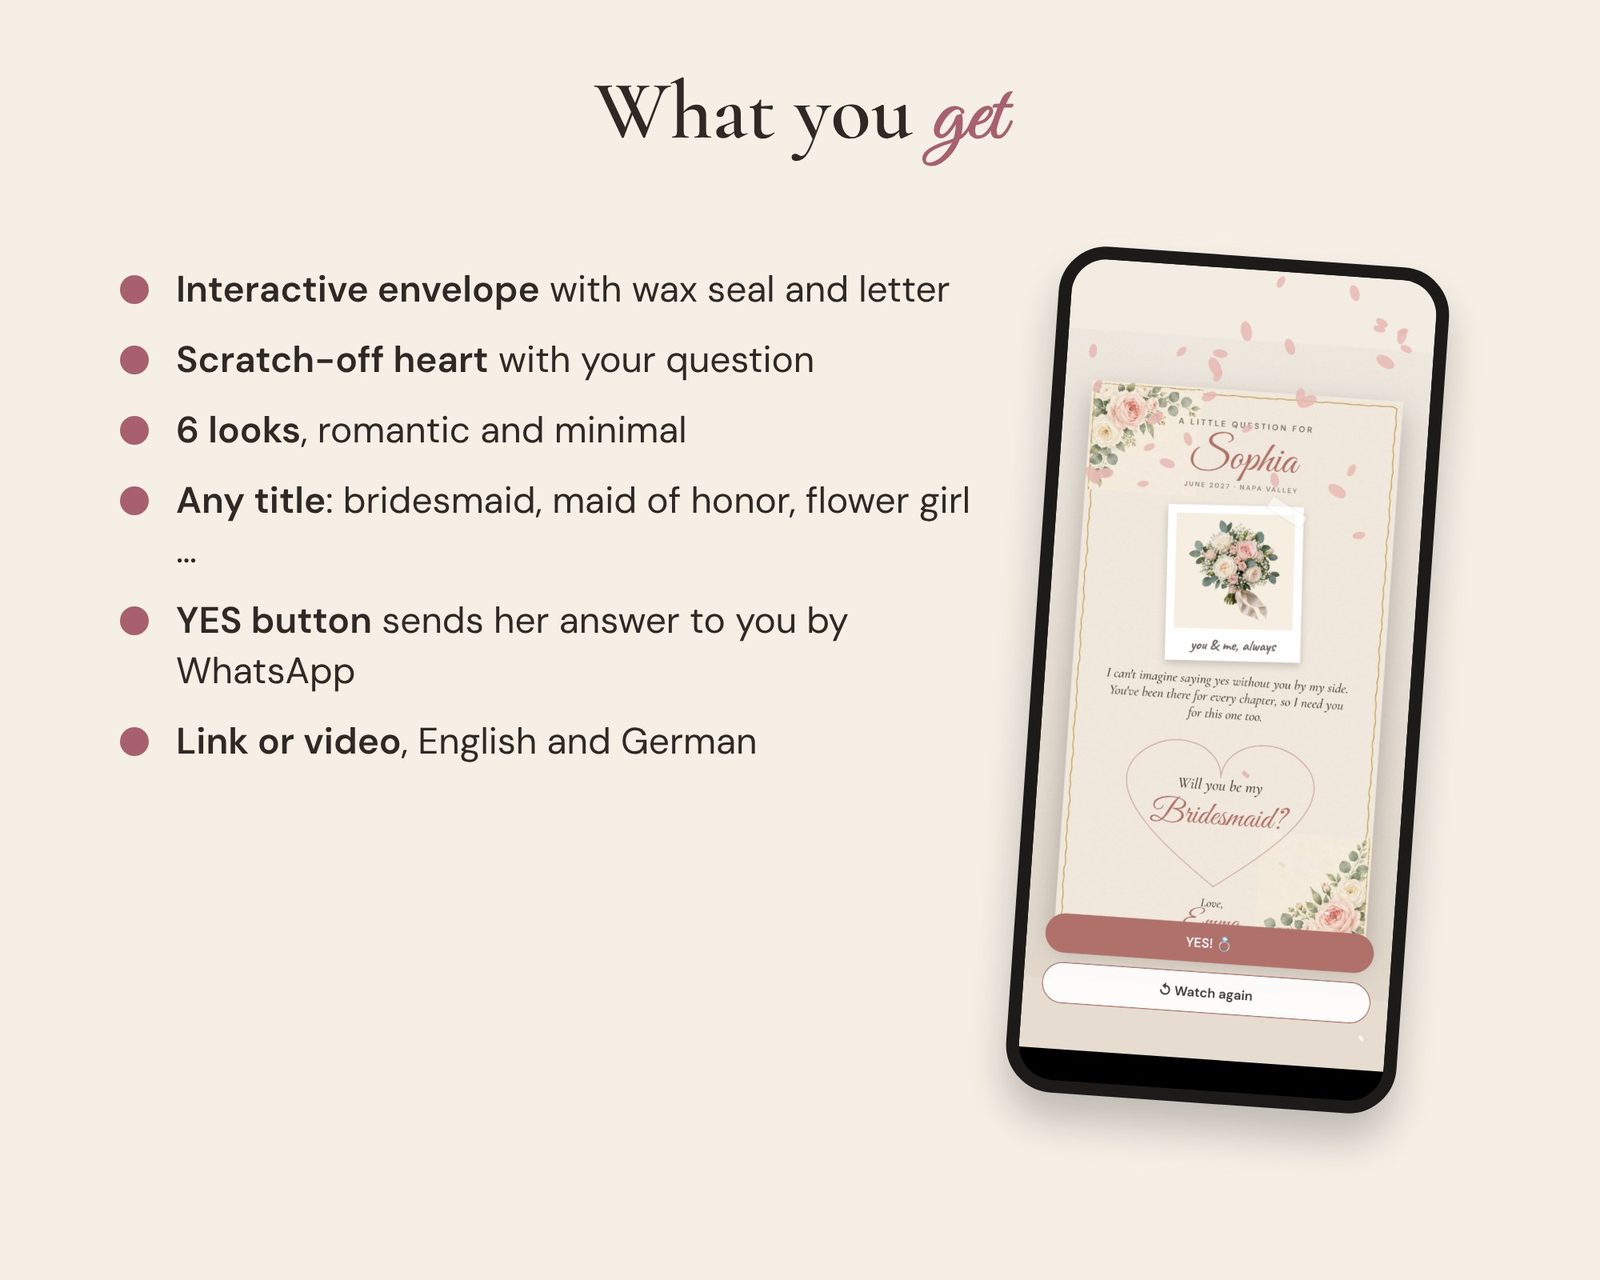 What you get
Interactive envelope with wax seal and letter
Scratch-off heart with your question
6 looks, romantic and minimal
Any title: bridesmaid, maid of honor, flower girl
...
YES button sends her answer to you by
WhatsApp
Link or video, English and German
A LITTLE QUESTION FOR
Sophia
JUNE 2027 · NAPA VALLEY
you & me, always
I can't imagine saying yes without you by my side.
You've been there for every chapter, so I need you
for this one too.
Will you be my
Bridesmaid?
Love,
YES! 💍
↺ Watch again